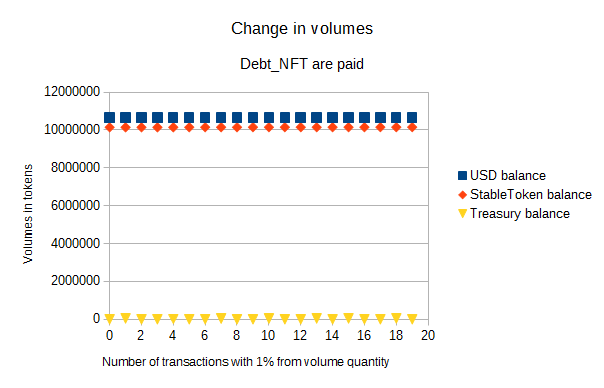 Change in volumes
Debt_NFT are paid
Volumes in tokens
12000000
10000000
8000000
6000000
4000000
2000000
0
0 2 4 6 8 10 12 14 16 18 20
Number of transactions with 1% from volume quantity
USD balance
StableToken balance
Treasury balance